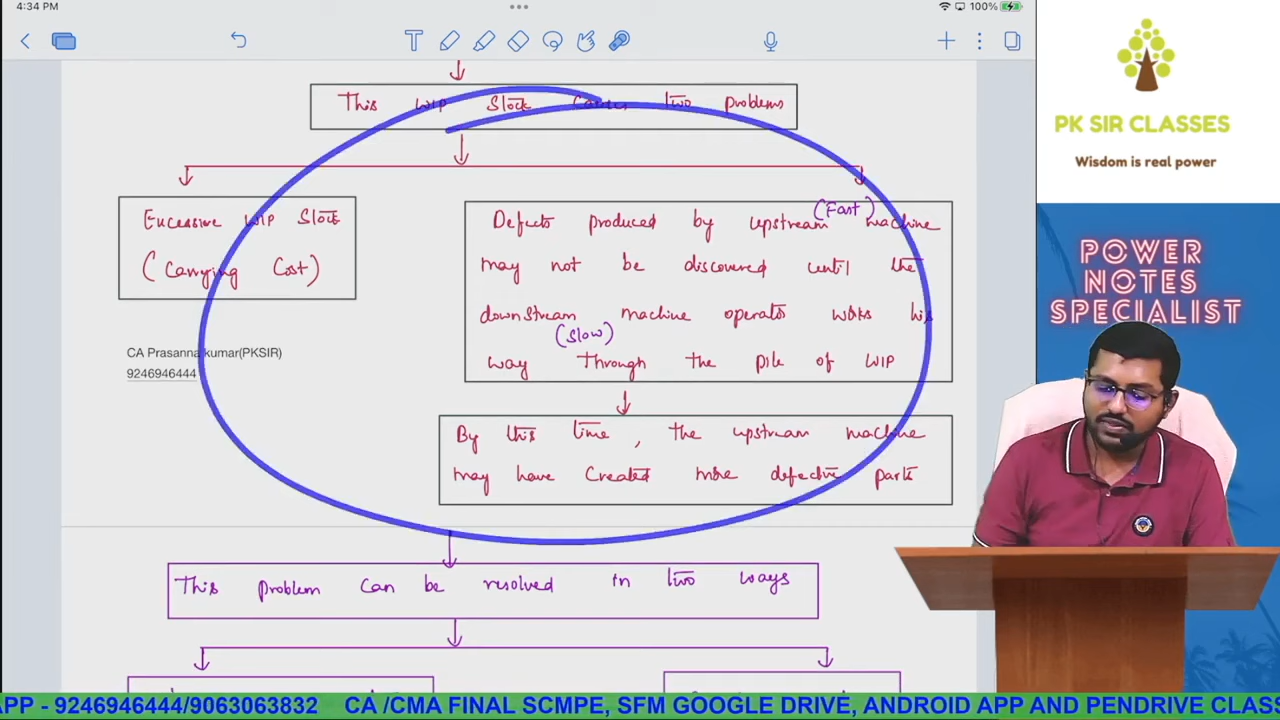 4:34 PM
100%
This WIP Stock Causes two problems
Excessive WIP Stock
(Carrying Cost)
Defects produced by upstream (Fast) machine
may not be discovered until the
downstream machine operator works his
(Slow)
way through the pile of WIP
CA Prasanna kumar(PKSIR)
9246946444
By this time, the upstream machine
may have created more defective parts
This problem can be resolved in two ways
PK SIR CLASSES
Wisdom is real power
POWER
NOTES
SPECIALIST
APP - 9246946444/9063063832 CA /CMA FINAL SCMPE, SFM GOOGLE DRIVE, ANDROID APP AND PENDRIVE CLASS